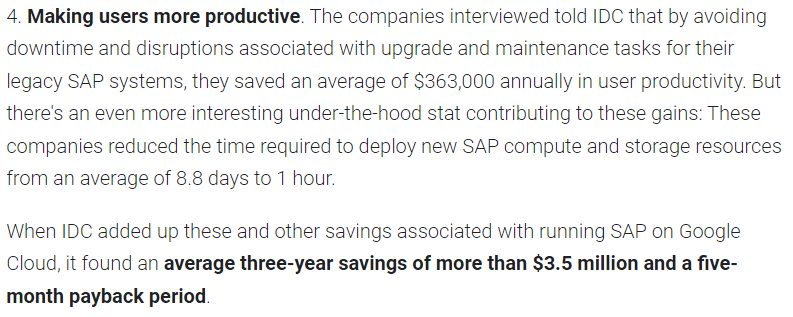 4. Making users more productive. The companies interviewed told IDC that by avoiding
downtime and disruptions associated with upgrade and maintenance tasks for their
legacy SAP systems, they saved an average of $363,000 annually in user productivity. But
there's an even more interesting under-the-hood stat contributing to these gains: These
companies reduced the time required to deploy new SAP compute and storage resources
from an average of 8.8 days to 1 hour.
When IDC added up these and other savings associated with running SAP on Google
Cloud, it found an average three-year savings of more than $3.5 million and a five-
month payback period.